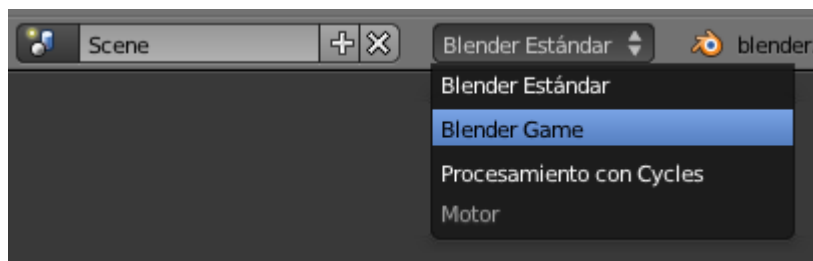 Scene
Blender Estándar
blender
Blender Estándar
Blender Game
Procesamiento con Cycles
Motor